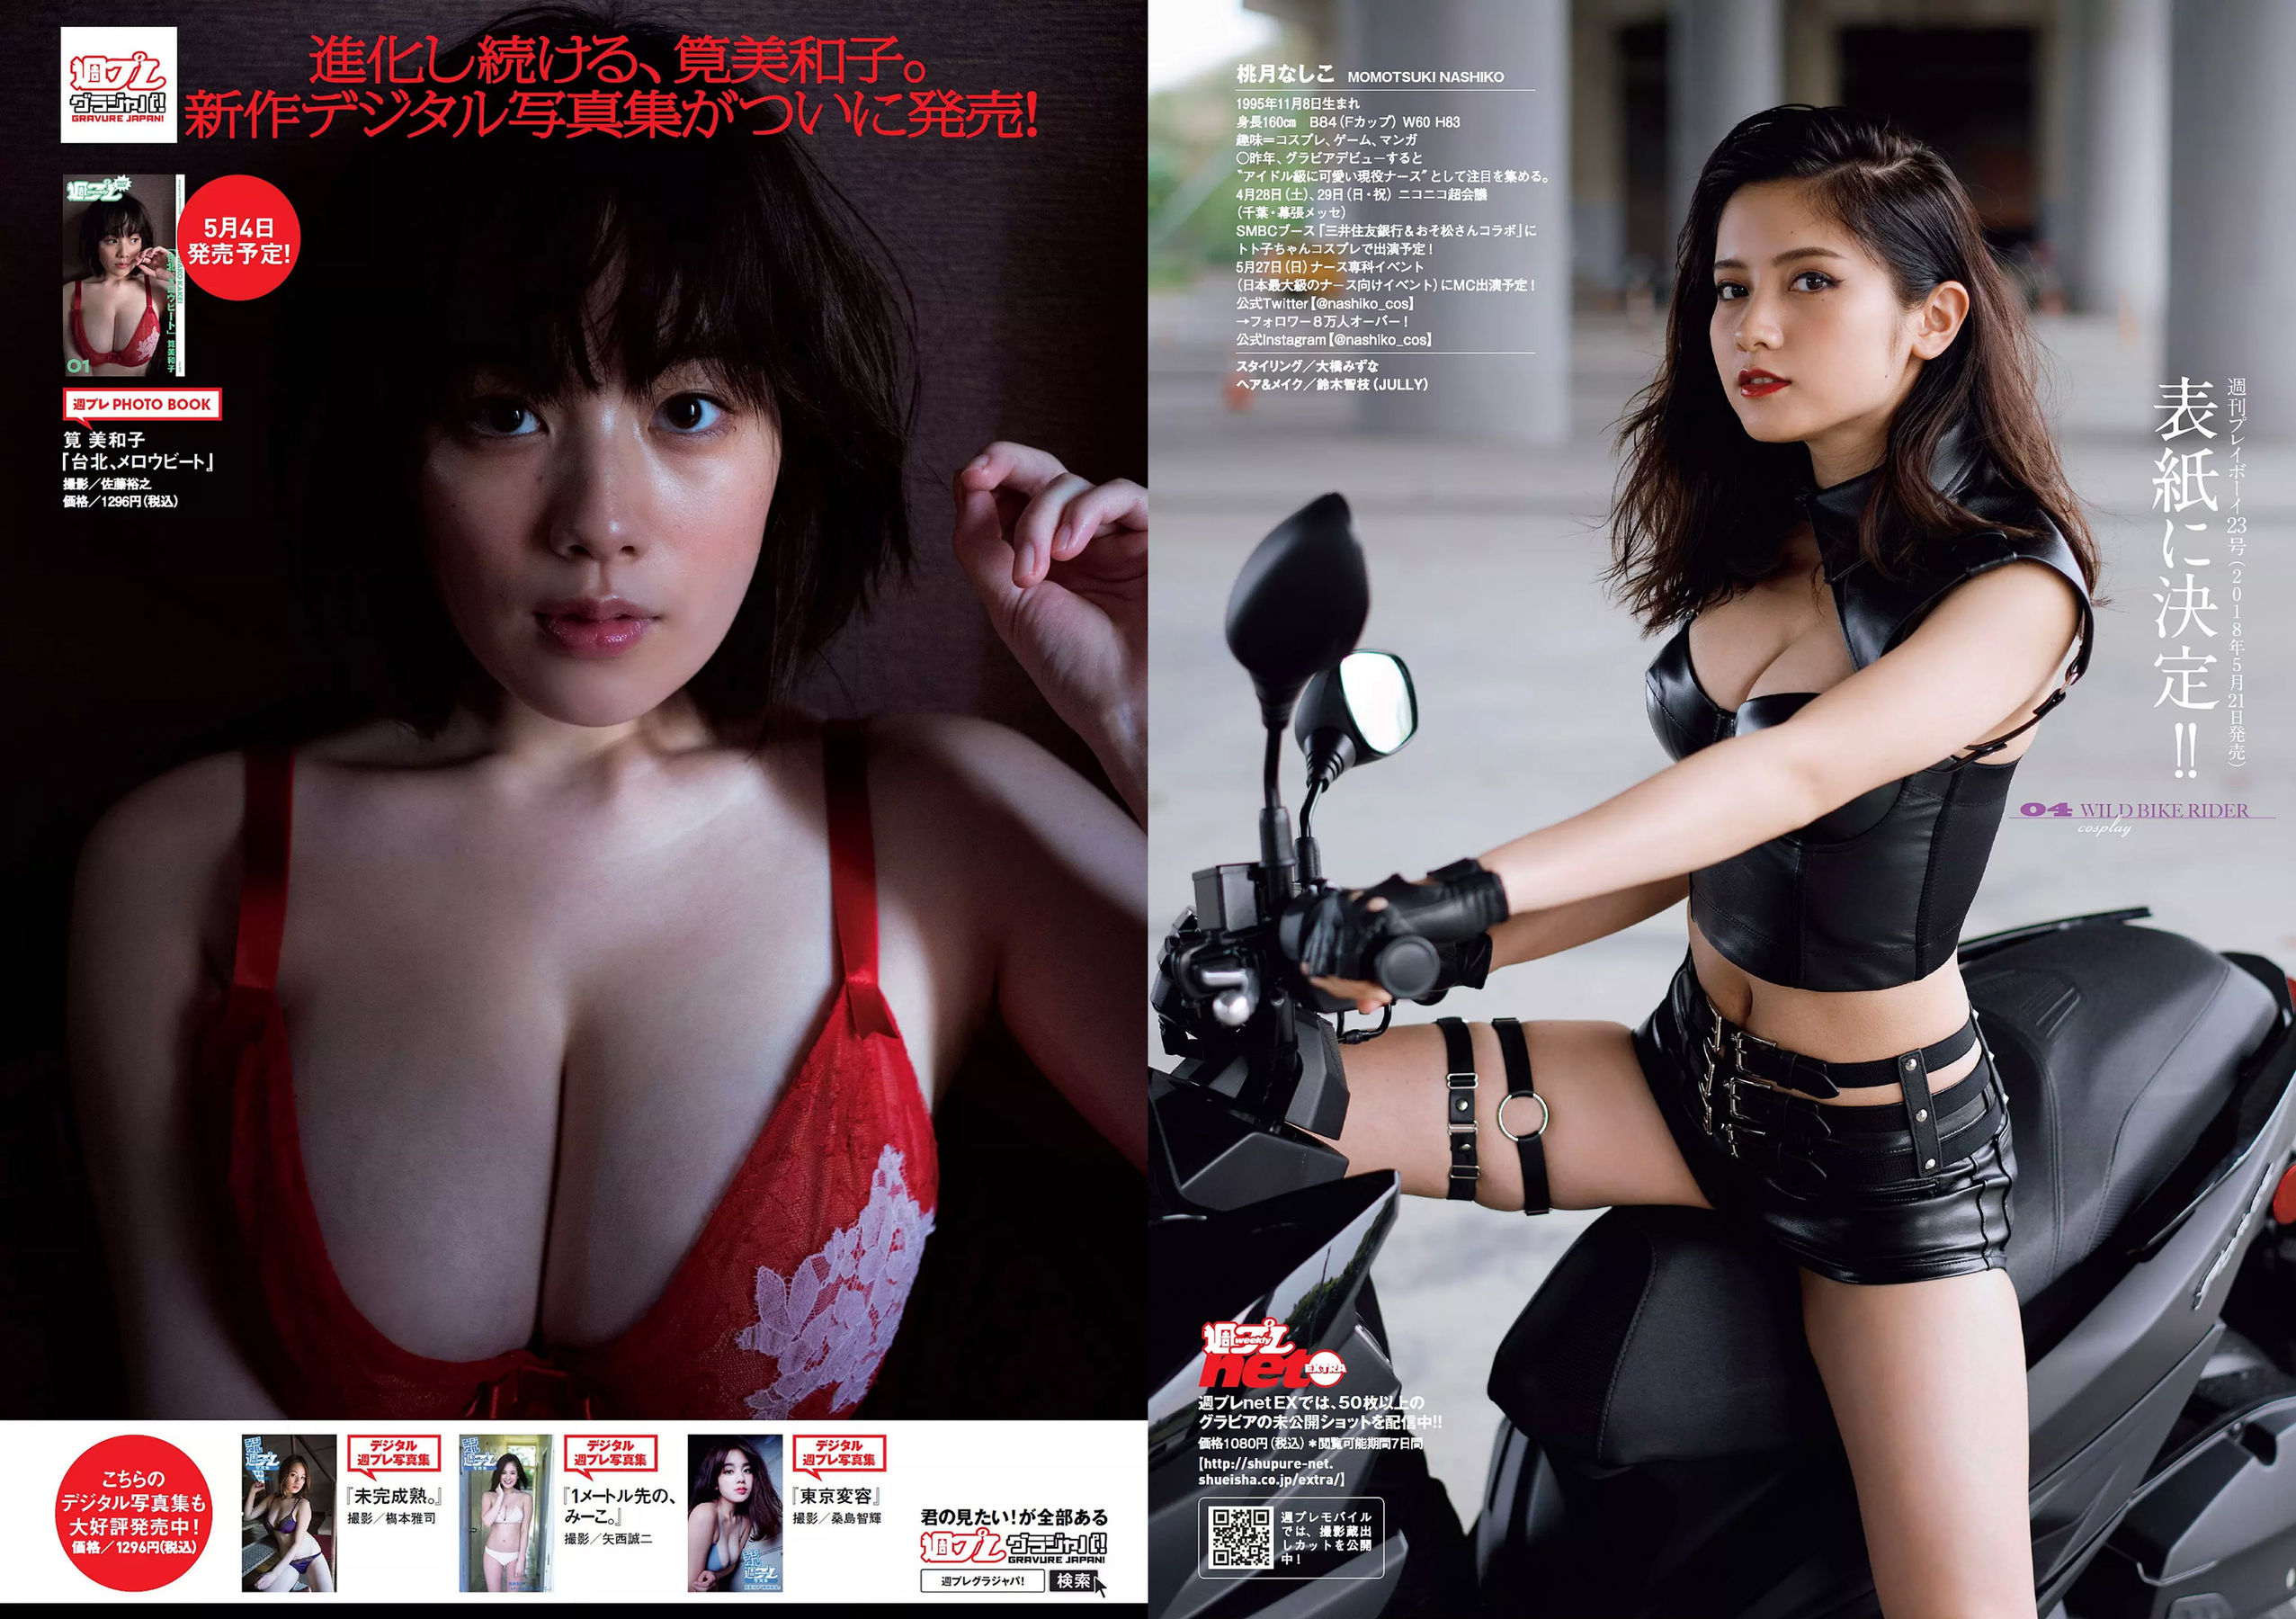 週プレ
グラジャパ!
GRAVURE JAPAN!
進化し続ける、筧美和子。
新作デジタル写真集がついに発売!
週プレ
01
5月4日
発売予定!
週プレ PHOTO BOOK
筧 美和子
「台北、メロウビート」
撮影／佐藤裕之
価格／1296円(税込)
こちらの
デジタル写真集も
大好評発売中!
価格／1296円(税込)
デジタル
週プレ写真集
『未完成熟。』
撮影／橋本雅司
デジタル
週プレ写真集
『1メートル先の、
みーこ。』
撮影／矢西誠二
デジタル
週プレ写真集
『東京変容』
撮影／桑島智輝
君の見たい!が全部ある
週プレ グラジャパ!
GRAVURE JAPAN!
週プレグラジャパ!
検索
桃月なしこ MOMOTSUKI NASHIKO
1995年11月8日生まれ
身長160㎝ B84(Fカップ) W60 H83
趣味=コスプレ、ゲーム、マンガ
○昨年、グラビアデビューすると
“アイドル級に可愛い現役ナース”として注目を集める。
4月28日(土)、29日(日・祝) ニコニコ超会議
(千葉・幕張メッセ)
SMBCブース「三井住友銀行&おそ松さんコラボ」に
トト子ちゃんコスプレで出演予定!
5月27日(日)ナース専科イベント
(日本最大級のナース向けイベント)にMC出演予定!
公式Twitter【@nashiko_cos】
→フォロワー8万人オーバー!
公式Instagram【@nashiko_cos】
スタイリング／大橋みずな
ヘア&メイク／鈴木智枝(JULLY)
週刊プレイボーイ23号(2018年5月21日発売)
表紙に決定!!
04 WILD BIKE RIDER
cosplay
週プレ
weekly
net EXTRA
週プレnet EXでは、50枚以上の
グラビアの未公開ショットを配信中!!
価格1080円(税込)＊閲覧可能期間7日間
【http://shupure-net.
shueisha.co.jp/extra/】
週プレモバイル
では、撮影蔵出
しカットを公開
中!